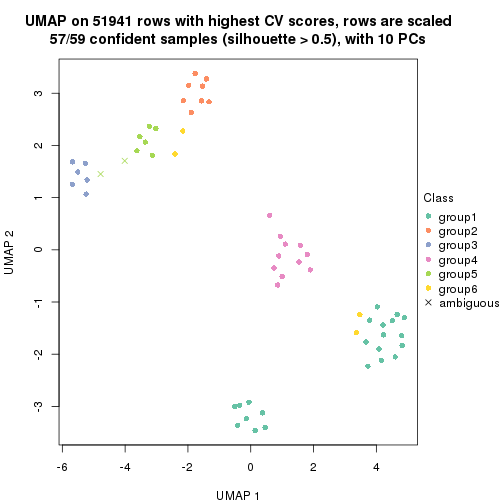 UMAP on 51941 rows with highest CV scores, rows are scaled
57/59 confident samples (silhouette > 0.5), with 10 PCs
3
2
1
0
-1
-2
-3
UMAP 2
-6
-4
-2
0
2
4
UMAP 1
Class
group1
group2
group3
group4
group5
group6
ambiguous